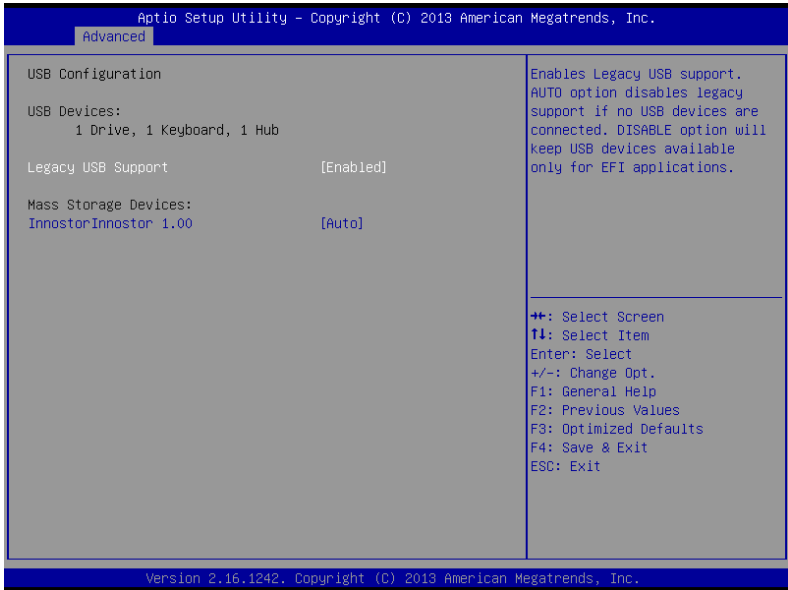 Aptio Setup Utility – Copyright (C) 2013 American Megatrends, Inc.
Advanced
USB Configuration
USB Devices:
1 Drive, 1 Keyboard, 1 Hub
Legacy USB Support [Enabled]
Mass Storage Devices:
InnostorInnostor 1.00 [Auto]
Enables Legacy USB support.
AUTO option disables legacy
support if no USB devices are
connected. DISABLE option will
keep USB devices available
only for EFI applications.
→←: Select Screen
↑↓: Select Item
Enter: Select
+/-: Change Opt.
F1: General Help
F2: Previous Values
F3: Optimized Defaults
F4: Save & Exit
ESC: Exit
Version 2.16.1242. Copyright (C) 2013 American Megatrends, Inc.